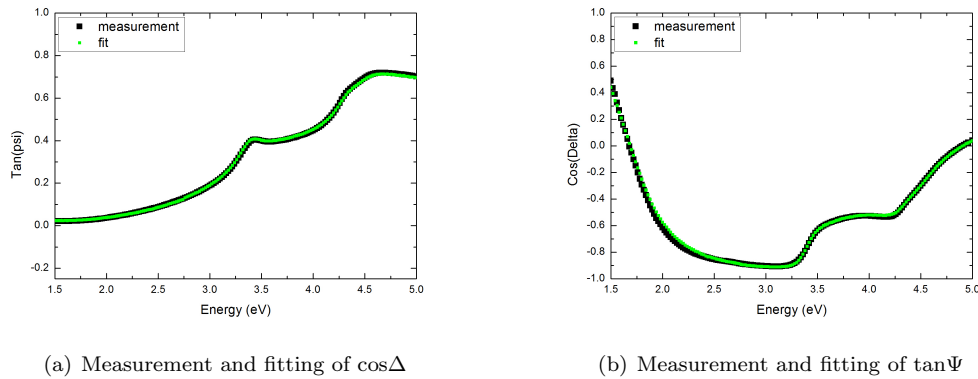 measurement
fit
1.0
0.8
0.6
0.4
0.2
0.0
-0.2
Tan(psi)
1.5 2.0 2.5 3.0 3.5 4.0 4.5 5.0
Energy (eV)
(a) Measurement and fitting of cosΔ
measurement
fit
1.0
0.8
0.6
0.4
0.2
0.0
-0.2
-0.4
-0.6
-0.8
-1.0
Cos(Delta)
1.5 2.0 2.5 3.0 3.5 4.0 4.5 5.0
Energy (eV)
(b) Measurement and fitting of tanΨ